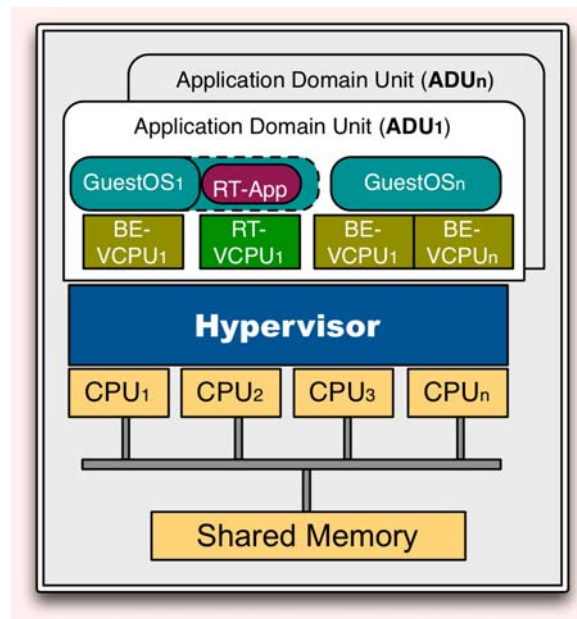 Application Domain Unit (ADUn)
Application Domain Unit (ADU1)
GuestOS1 RT-App GuestOSn
BE-VCPU1 RT-VCPU1 BE-VCPU1 BE-VCPUn
Hypervisor
CPU1 CPU2 CPU3 CPUn
Shared Memory